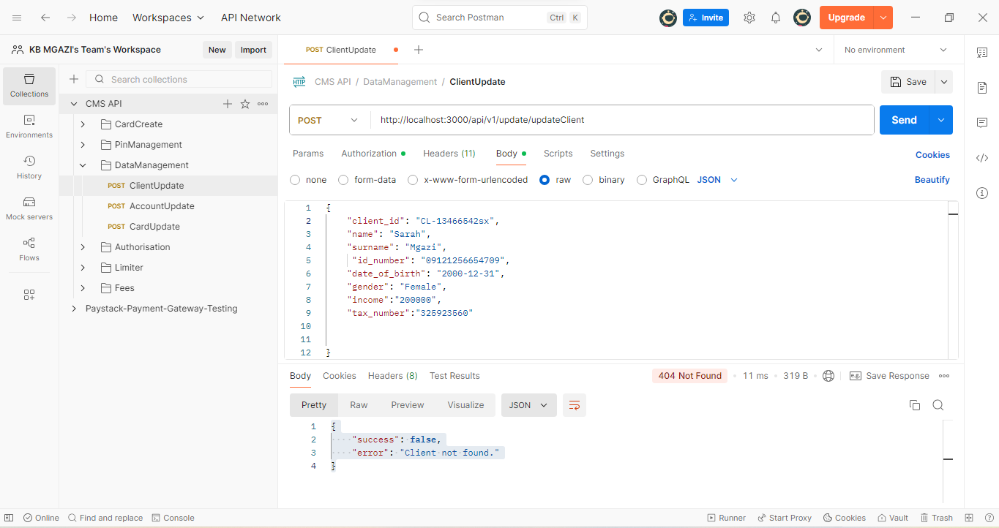 Home Workspaces API Network Search Postman Ctrl K Invite Upgrade
KB MGAZI's Team's Workspace New Import
POST ClientUpdate No environment
Collections
Environments
History
Mock servers
Flows
Search collections
CMS API
CardCreate
PinManagement
DataManagement
POST ClientUpdate
POST AccountUpdate
POST CardUpdate
Authorisation
Limiter
Fees
Paystack-Payment-Gateway-Testing
HTTP CMS API / DataManagement / ClientUpdate Save
POST http://localhost:3000/api/v1/update/updateClient Send
Params Authorization Headers (11) Body Scripts Settings Cookies
none form-data x-www-form-urlencoded raw binary GraphQL JSON Beautify
1 {
2 "client_id": "CL-13466542sx",
3 "name": "Sarah",
4 "surname": "Mgazi",
5 "id_number": "09121256654709",
6 "date_of_birth": "2000-12-31",
7 "gender": "Female",
8 "income":"200000",
9 "tax_number":"325923560"
10
11
12 }
Body Cookies Headers (8) Test Results 404 Not Found 11 ms 319 B e.g. Save Response
Pretty Raw Preview Visualize JSON
1 {
2 "success": false,
3 "error": "Client not found."
4 }
Online Find and replace Console Runner Start Proxy Cookies Vault Trash